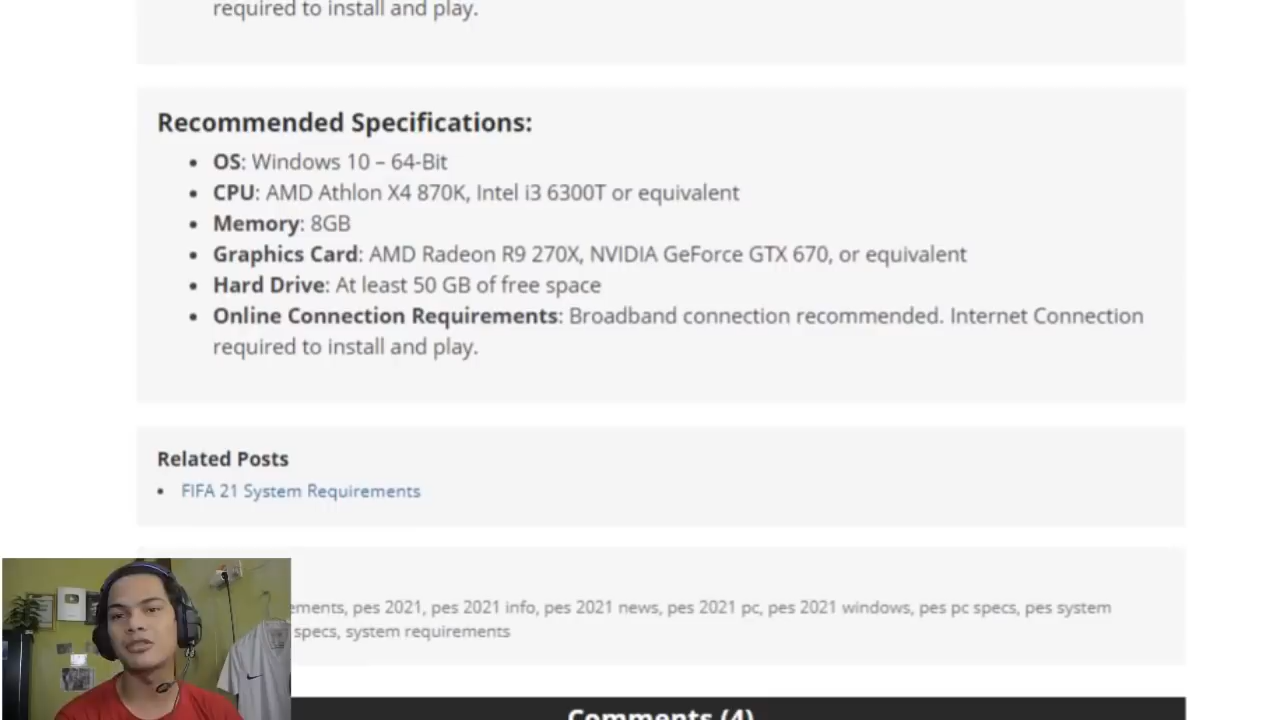 required to install and play.
Recommended Specifications:
• OS: Windows 10 – 64-Bit
• CPU: AMD Athlon X4 870K, Intel i3 6300T or equivalent
• Memory: 8GB
• Graphics Card: AMD Radeon R9 270X, NVIDIA GeForce GTX 670, or equivalent
• Hard Drive: At least 50 GB of free space
• Online Connection Requirements: Broadband connection recommended. Internet Connection
required to install and play.
Related Posts
• FIFA 21 System Requirements
ements, pes 2021, pes 2021 info, pes 2021 news, pes 2021 pc, pes 2021 windows, pes pc specs, pes system
specs, system requirements
Comments (4)